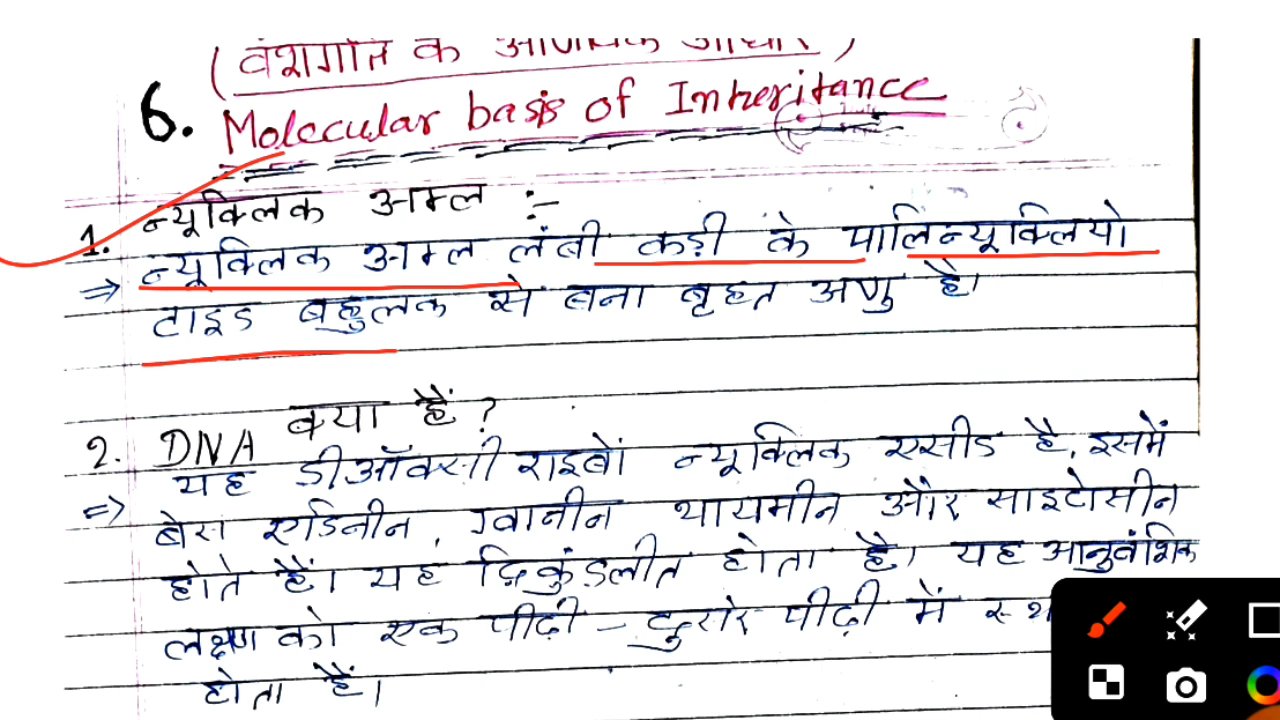 (वंशागति के आणविक आधार)
6. Molecular basis of Inheritance
1. न्यूक्लिक अम्ल :-
⇒ न्यूक्लिक अम्ल लंबी कड़ी के पालिन्यूक्लियो
टाइड बहुलक से बना बृहत अणु है।
2. DNA क्या हैं ?
⇒ यह डीऑक्सी राइबों न्यूक्लिक एसीड है, इसमें
बेस एडिनीन, ग्वानीन थायमीन और साइटोसीन
होते हैं। यह द्विकुंडलीत होता है। यह आनुवंशिक
लक्षण को एक पीढ़ी - दुसरे पीढ़ी में
होता हैं।